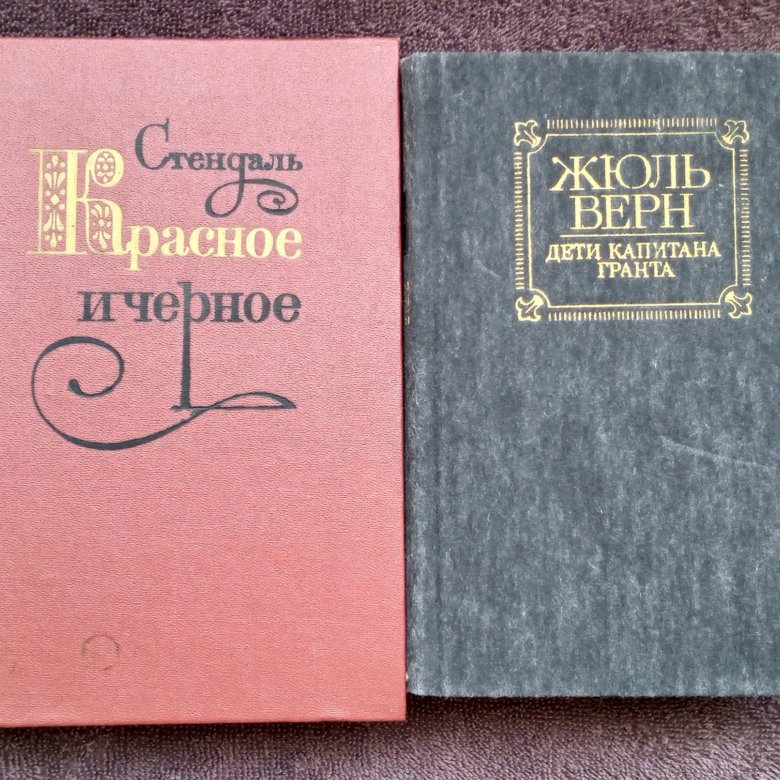 Стендаль
Красное
и черное
ЖЮЛЬ
ВЕРН
ДЕТИ КАПИТАНА
ГРАНТА